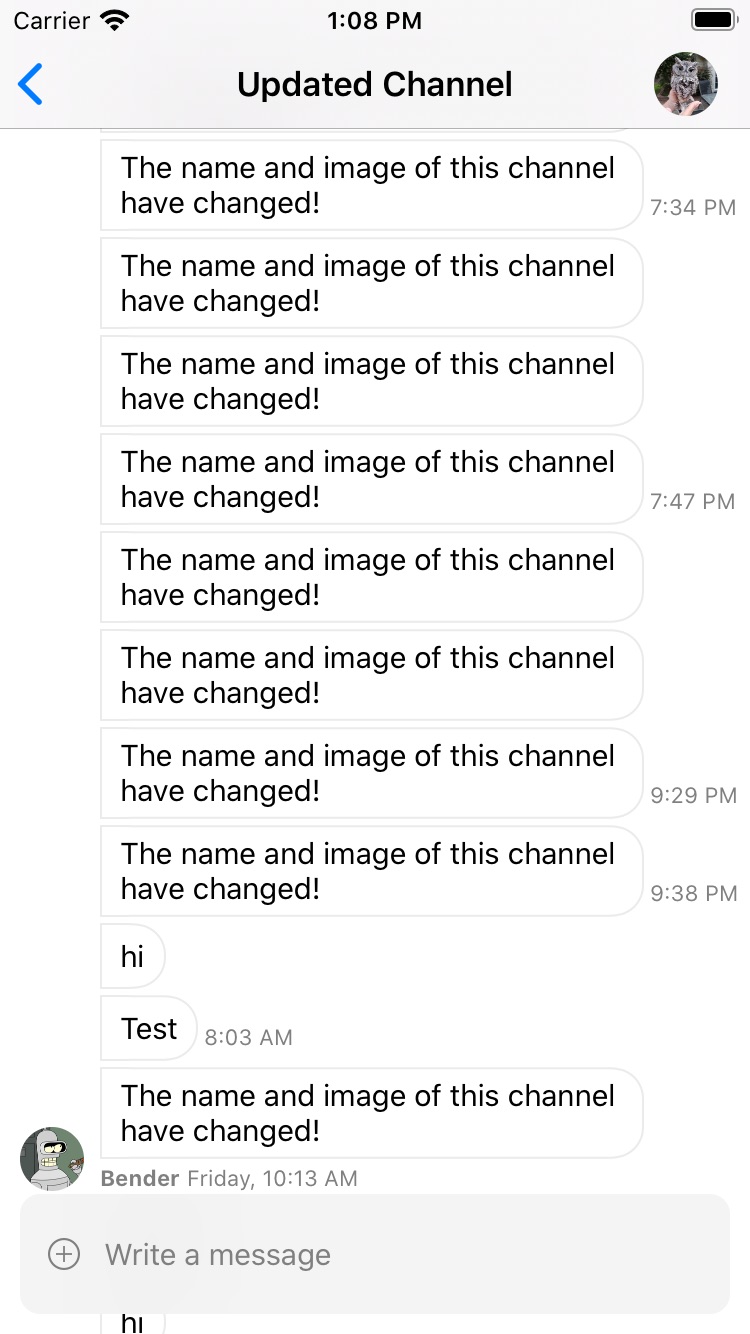 Carrier 1:08 PM
Updated Channel
The name and image of this channel
have changed!
7:34 PM
The name and image of this channel
have changed!
The name and image of this channel
have changed!
The name and image of this channel
have changed!
7:47 PM
The name and image of this channel
have changed!
The name and image of this channel
have changed!
The name and image of this channel
have changed!
9:29 PM
The name and image of this channel
have changed!
9:38 PM
hi
Test
8:03 AM
The name and image of this channel
have changed!
Bender Friday, 10:13 AM
Write a message
hi